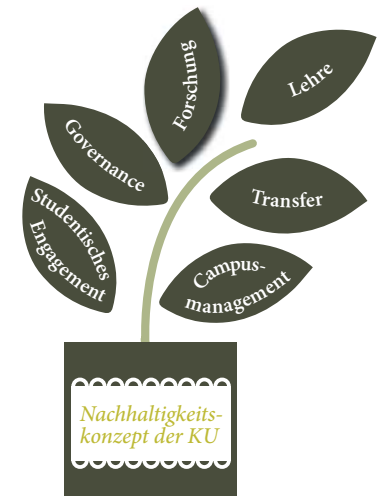 Forschung
Lehre
Governance
Transfer
Studentisches
Engagement
Campus-
management
Nachhaltigkeits-
konzept der KU